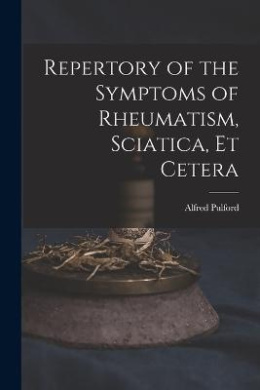 Repertory of the
Symptoms of
Rheumatism,
Sciatica, Et
Cetera
Alfred Pulford